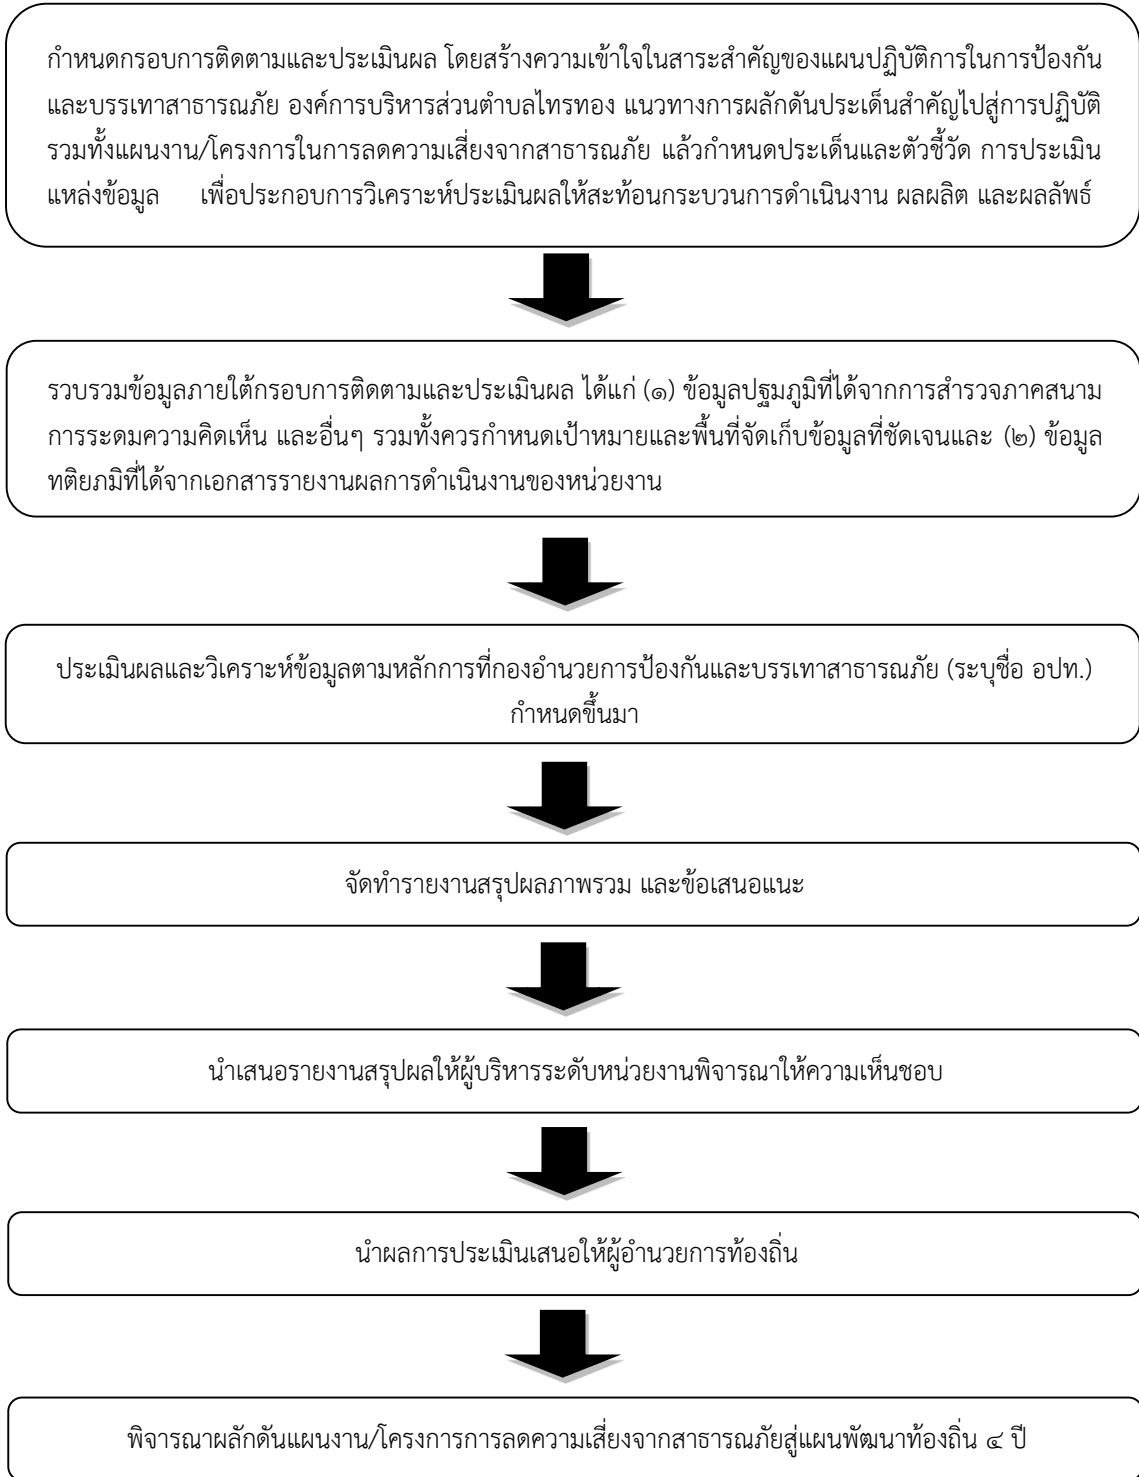 กำหนดกรอบการติดตามและประเมินผล โดยสร้างความเข้าใจในสาระสำคัญของแผนปฏิบัติการในการป้องกัน
และบรรเทาสาธารณภัย องค์การบริหารส่วนตำบลไทรทอง แนวทางการผลักดันประเด็นสำคัญไปสู่การปฏิบัติ
รวมทั้งแผนงาน/โครงการในการลดความเสี่ยงจากสาธารณภัย แล้วกำหนดประเด็นและตัวชี้วัด การประเมิน
แหล่งข้อมูล เพื่อประกอบการวิเคราะห์ประเมินผลให้สะท้อนกระบวนการดำเนินงาน ผลผลิต และผลลัพธ์
รวบรวมข้อมูลภายใต้กรอบการติดตามและประเมินผล ได้แก่ (๑) ข้อมูลปฐมภูมิที่ได้จากการสำรวจภาคสนาม
การระดมความคิดเห็น และอื่นๆ รวมทั้งควรกำหนดเป้าหมายและพื้นที่จัดเก็บข้อมูลที่ชัดเจนและ (๒) ข้อมูล
ทติยภมิที่ได้จากเอกสารรายงานผลการดำเนินงานของหน่วยงาน
ประเมินผลและวิเคราะห์ข้อมูลตามหลักการที่กองอำนวยการป้องกันและบรรเทาสาธารณภัย (ระบุชื่อ อปท.)
กำหนดขึ้นมา
จัดทำรายงานสรุปผลภาพรวม และข้อเสนอแนะ
นำเสนอรายงานสรุปผลให้ผู้บริหารระดับหน่วยงานพิจารณาให้ความเห็นชอบ
นำผลการประเมินเสนอให้ผู้อำนวยการท้องถิ่น
พิจารณาผลักดันแผนงาน/โครงการการลดความเสี่ยงจากสาธารณภัยสู่แผนพัฒนาท้องถิ่น ๔ ปี